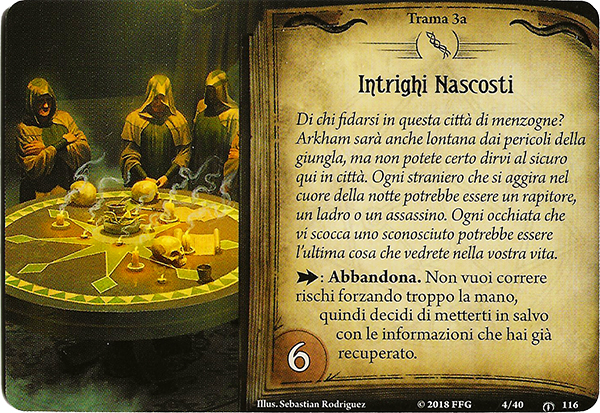 Trama 3a
Intrighi Nascosti
Di chi fidarsi in questa città di menzogne?
Arkham sarà anche lontana dai pericoli della
giungla, ma non potete certo dirvi al sicuro
qui in città. Ogni straniero che si aggira nel
cuore della notte potrebbe essere un rapitore,
un ladro o un assassino. Ogni occhiata che
vi scocca uno sconosciuto potrebbe essere
l'ultima cosa che vedrete nella vostra vita.
: Abbandona. Non vuoi correre
rischi forzando troppo la mano,
quindi decidi di metterti in salvo
con le informazioni che hai già
recuperato.
6
Illus. Sebastian Rodriguez © 2018 FFG 4/40 116